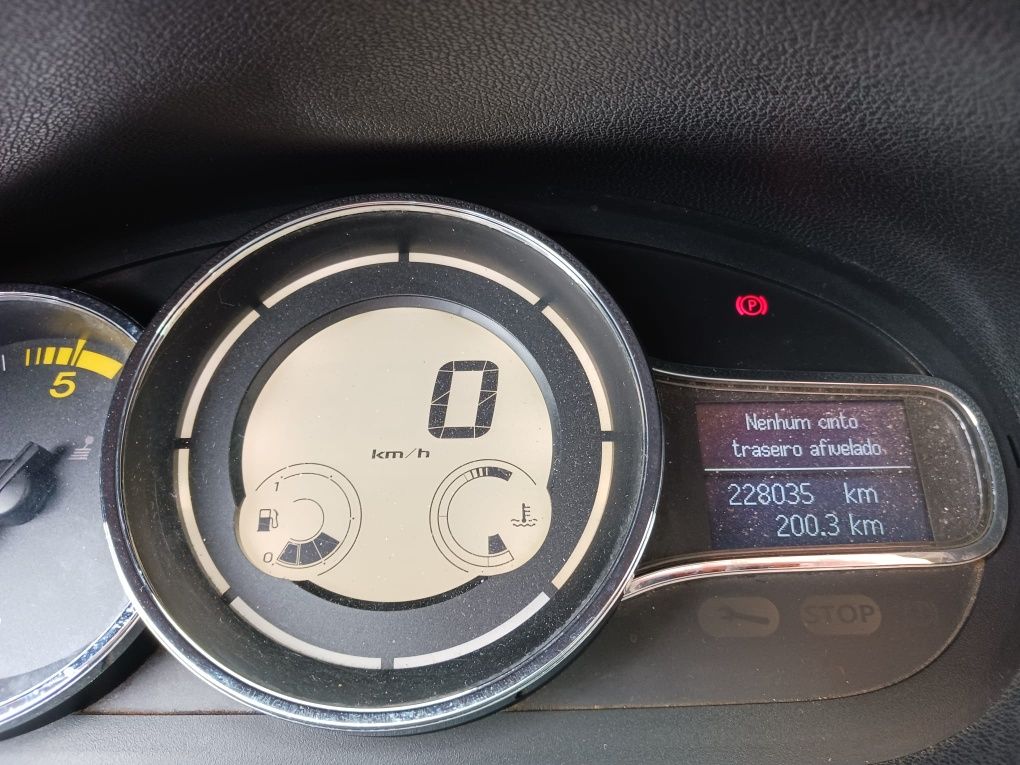 5
0
km/h
1
0
P
Nenhum cinto
traseiro afivelado
228035 km
200.3 km
STOP